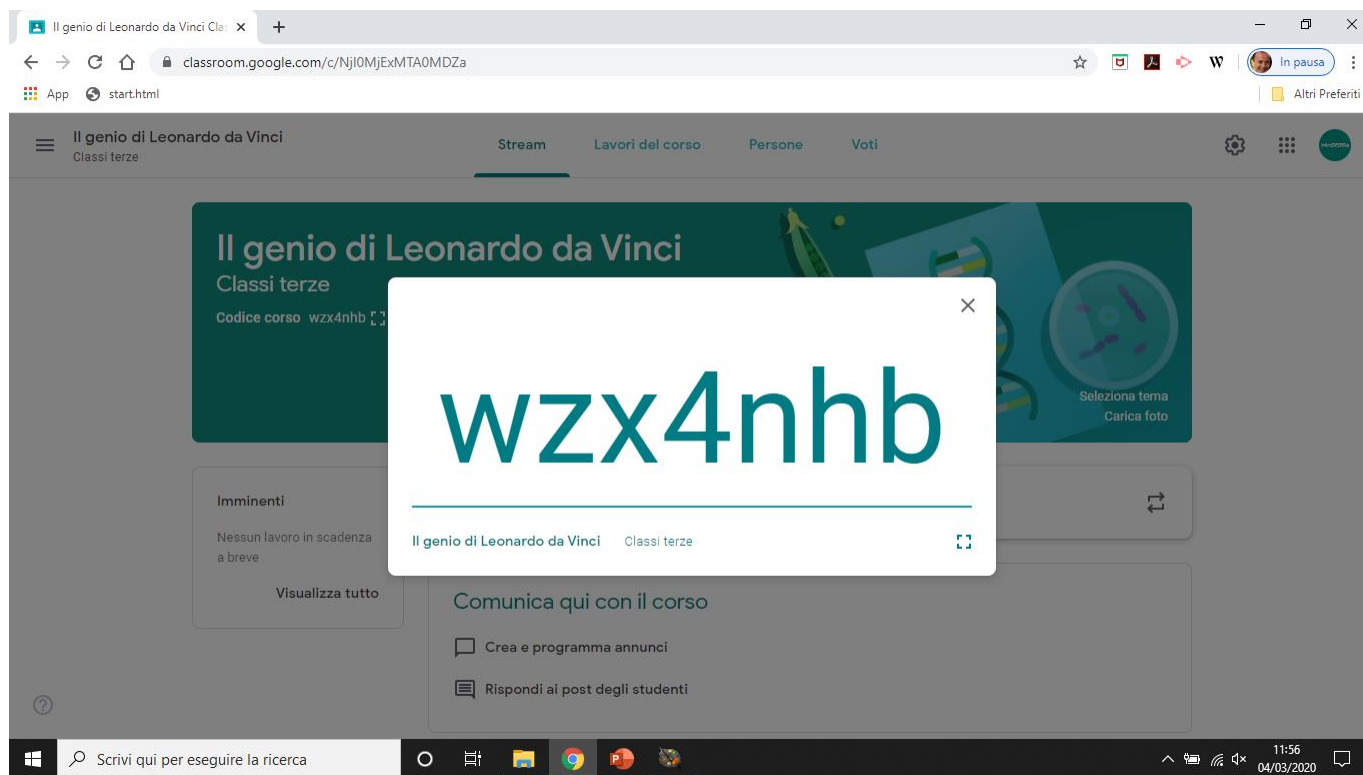 Il genio di Leonardo da Vinci Cla
classroom.google.com/c/NjI0MjExMTA0MDZa
In pausa
App start.html Altri Preferiti
Il genio di Leonardo da Vinci
Classi terze
Stream Lavori del corso Persone Voti
Il genio di Leonardo da Vinci
Classi terze
Codice corso wzx4nhb
Seleziona tema
Carica foto
wzx4nhb
Il genio di Leonardo da Vinci Classi terze
Imminenti
Nessun lavoro in scadenza
a breve
Visualizza tutto
Comunica qui con il corso
Crea e programma annunci
Rispondi ai post degli studenti
Scrivi qui per eseguire la ricerca
11:56
04/03/2020